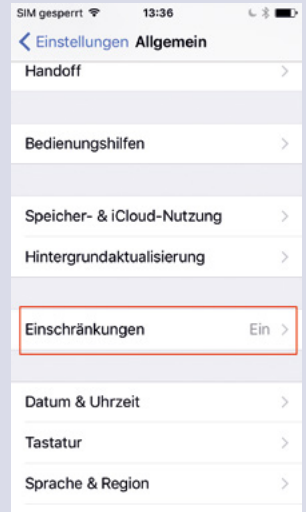 SIM gesperrt 13:36
Einstellungen Allgemein
Handoff
Bedienungshilfen
Speicher- & iCloud-Nutzung
Hintergrundaktualisierung
Einschränkungen Ein
Datum & Uhrzeit
Tastatur
Sprache & Region